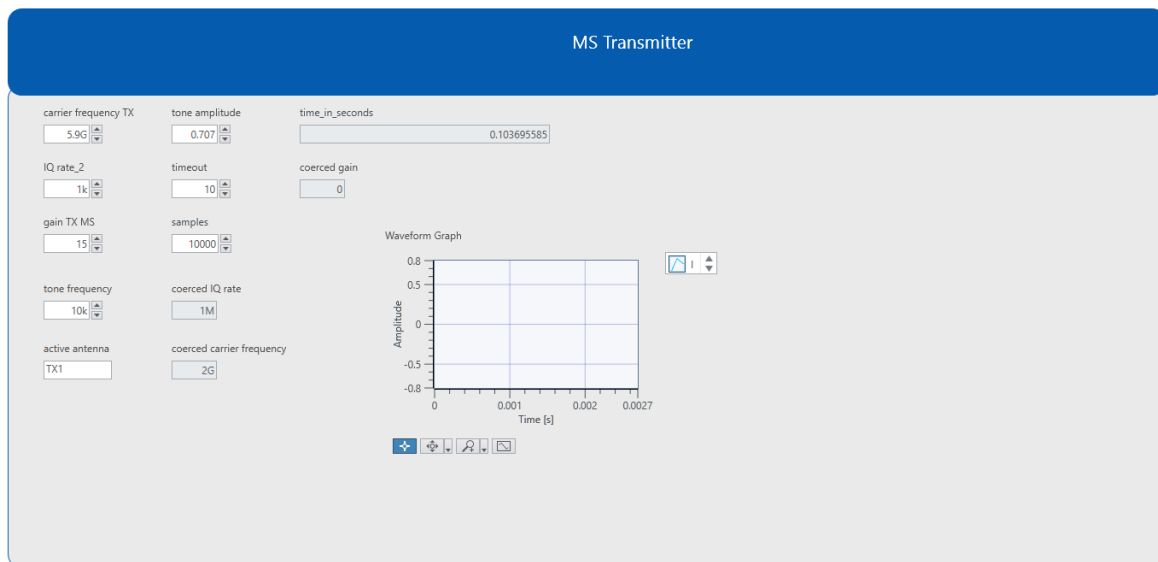 MS Transmitter
carrier frequency TX
tone amplitude
time_in_seconds
5.9G
0.707
0.103695585
IQ rate_2
timeout
coerced gain
1k
10
0
gain TX MS
samples
15
10000
Waveform Graph
tone frequency
coerced IQ rate
10k
1M
active antenna
coerced carrier frequency
TX1
2G
0.8
0.5
0
-0.5
-0.8
Amplitude
0
0.001
0.002
0.0027
Time [s]
I